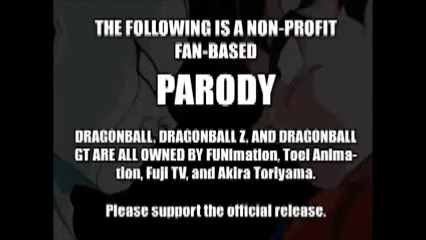 THE FOLLOWING IS A NON-PROFIT
FAN-BASED
PARODY
DRAGONBALL, DRAGONBALL Z, AND DRAGONBALL
GT ARE ALL OWNED BY FUNImation, Toei Anima-
tion, Fuji TV, and Akira Toriyama.
Please support the official release.